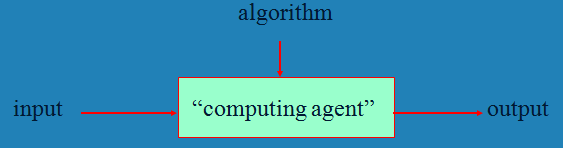 algorithm
input “computing agent” output